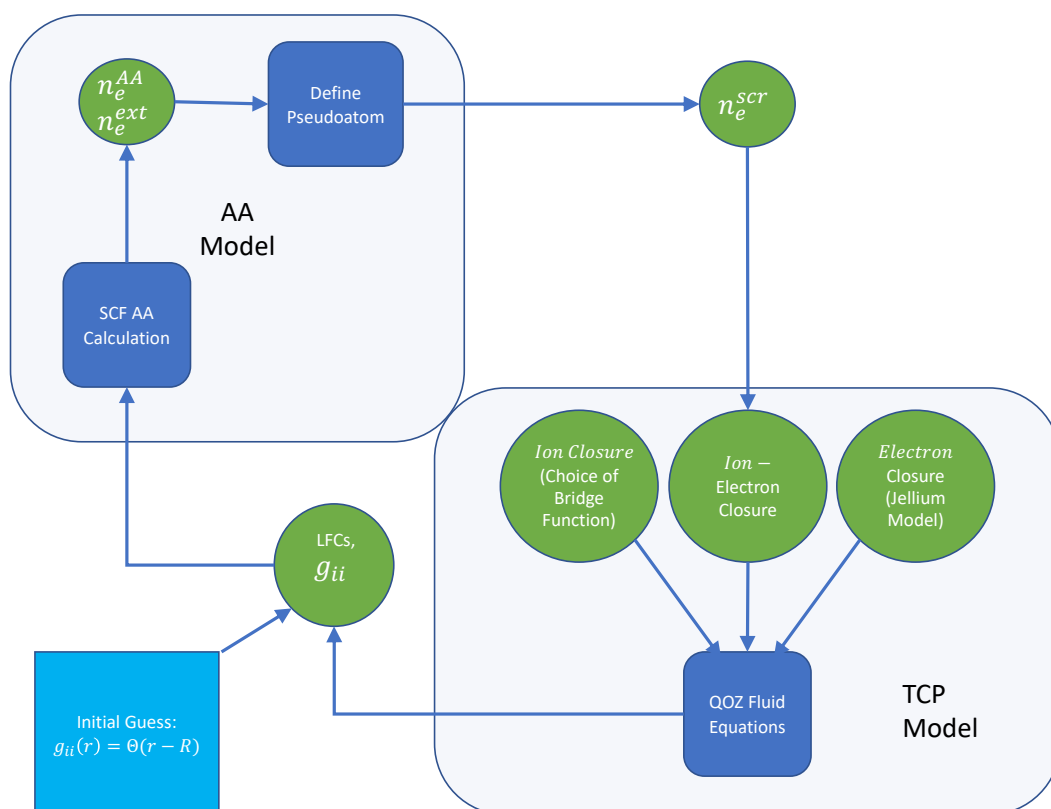 n_e^{AA}
n_e^{ext}
Define
Pseudoatom
n_e^{scr}
AA
Model
SCF AA
Calculation
Ion Closure
(Choice of
Bridge
Function)
Ion −
Electron
Closure
Electron
Closure
(Jellium
Model)
LFCs,
g_{ii}
Initial Guess:
g_{ii}(r) = Θ(r − R)
QOZ Fluid
Equations
TCP
Model